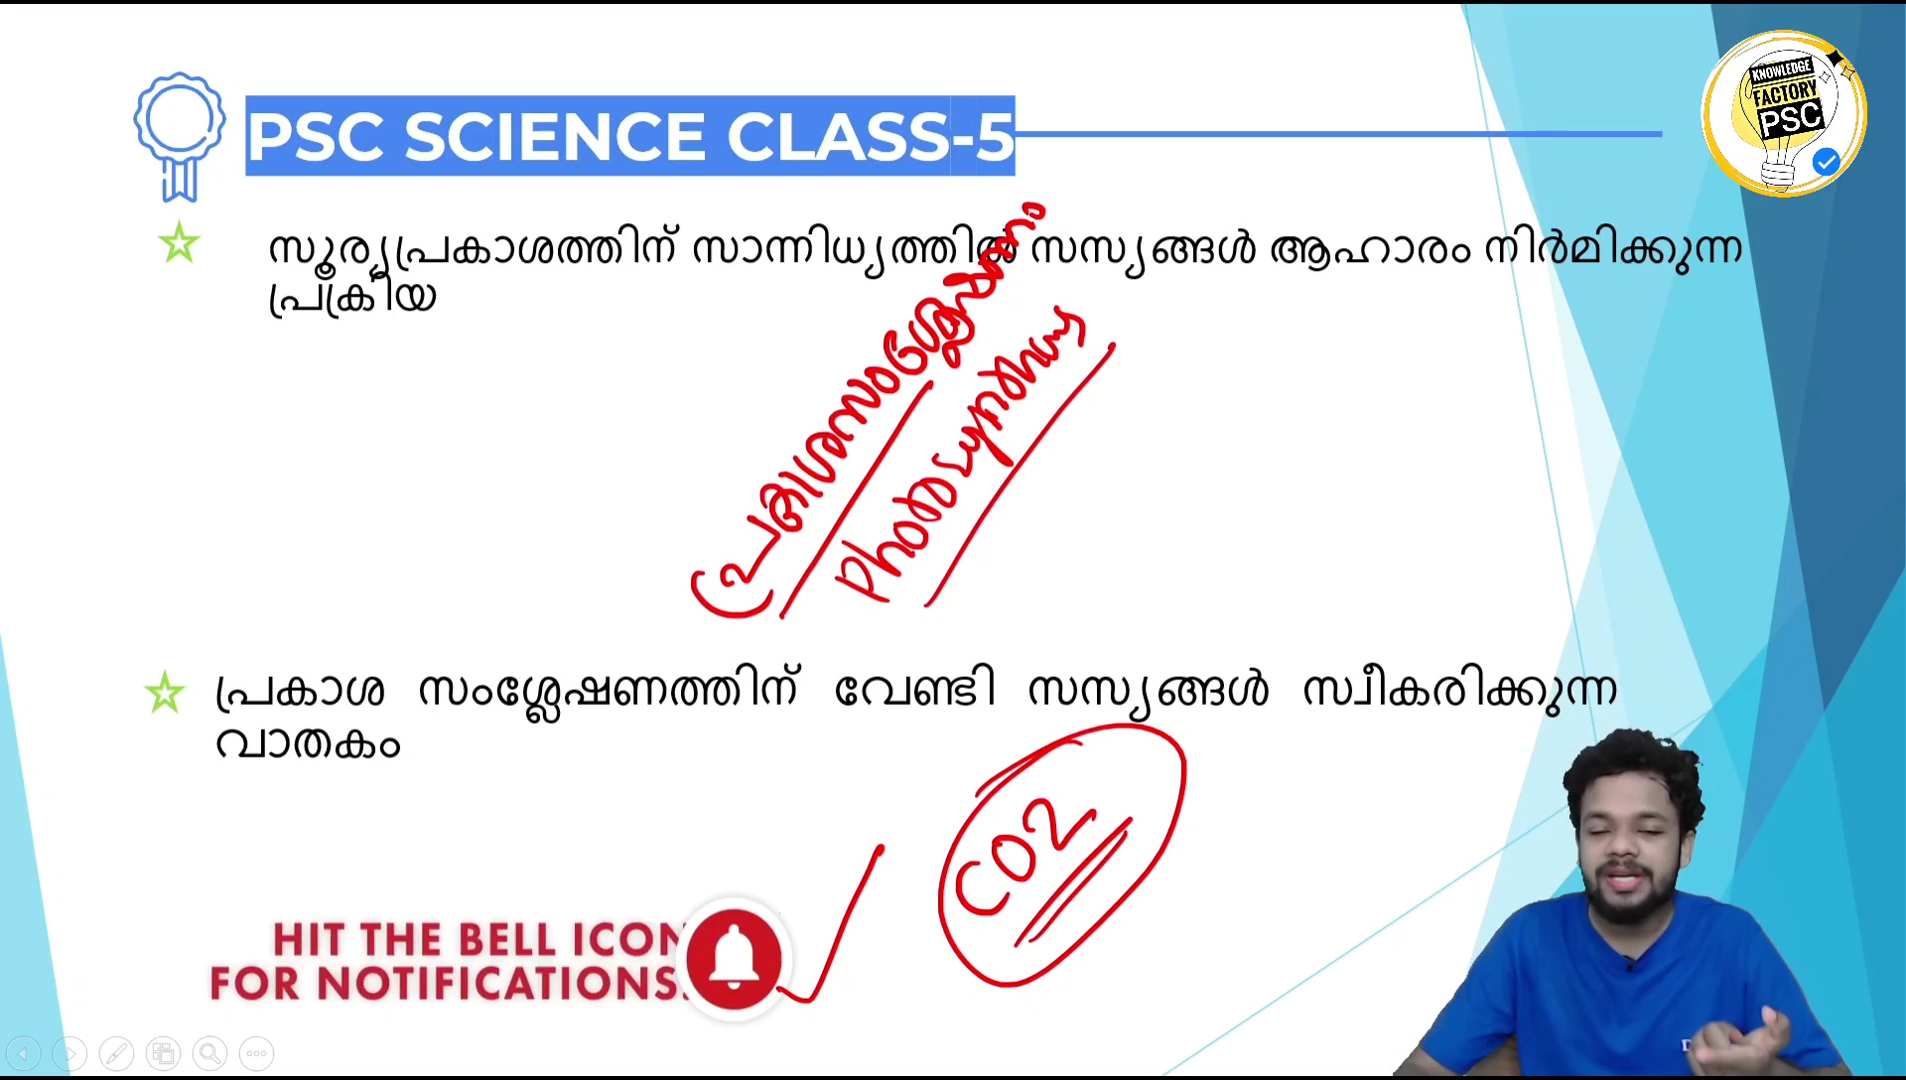 PSC SCIENCE CLASS-5
KNOWLEDGE
FACTORY
PSC
സൂര്യപ്രകാശത്തിന് സാന്നിധ്യത്തിൽ സസ്യങ്ങൾ ആഹാരം നിർമിക്കുന്ന
പ്രക്രിയ
പ്രകാശസംശ്ലേഷണം
Photosynthesis
പ്രകാശ സംശ്ലേഷണത്തിന് വേണ്ടി സസ്യങ്ങൾ സ്വീകരിക്കുന്ന
വാതകം
CO2
HIT THE BELL ICON
FOR NOTIFICATIONS